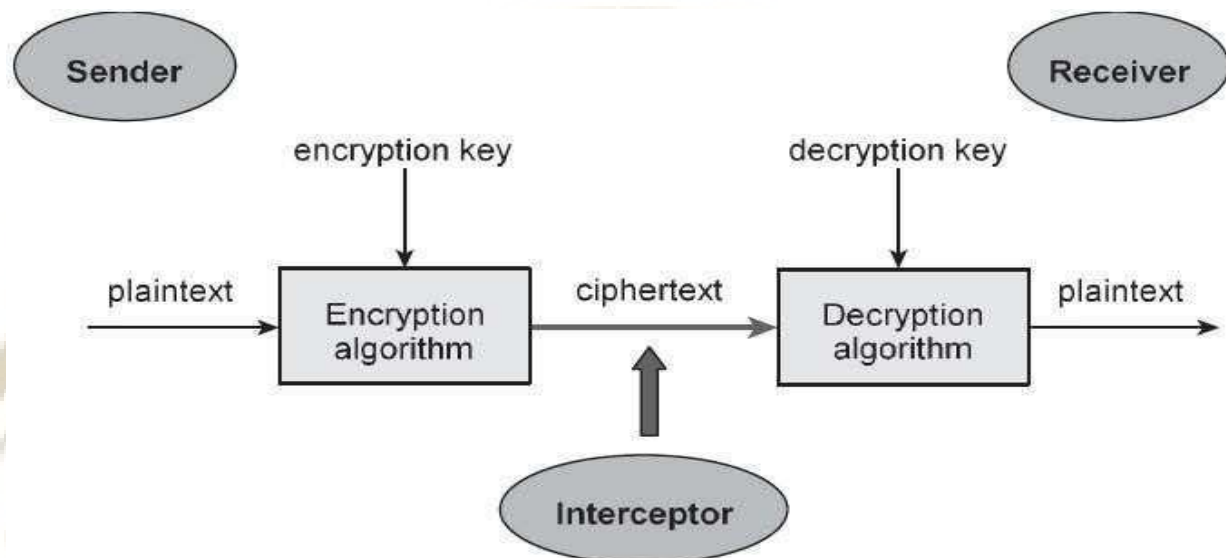 Sender
Receiver
encryption key
decryption key
plaintext
Encryption
algorithm
ciphertext
Decryption
algorithm
plaintext
Interceptor